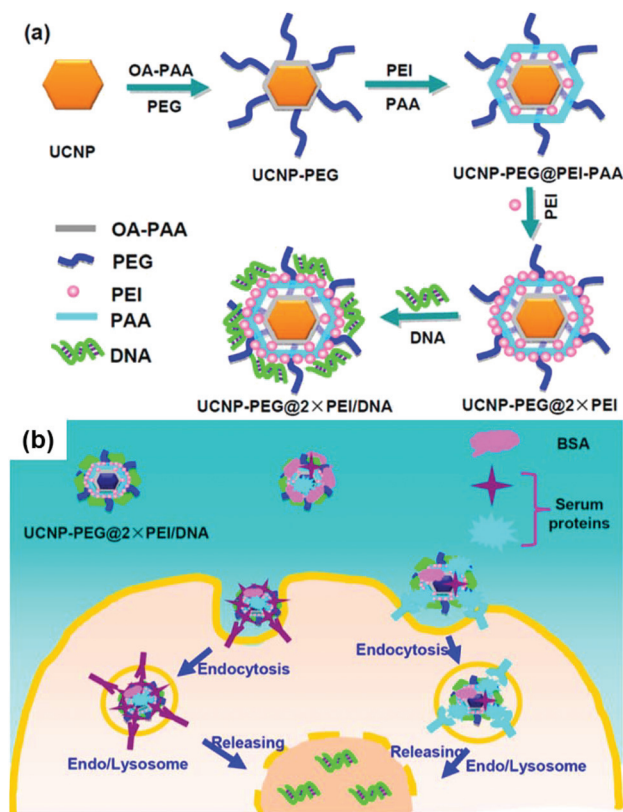 (a)
OA-PAA
PEG
PEI
PAA
UCNP
UCNP-PEG
UCNP-PEG@PEI-PAA
PEI
OA-PAA
PEG
PEI
PAA
DNA
DNA
UCNP-PEG@2×PEI/DNA
UCNP-PEG@2×PEI
(b)
BSA
Serum
proteins
UCNP-PEG@2×PEI/DNA
Endocytosis
Endocytosis
Releasing
Releasing
Endo/Lysosome
Endo/Lysosome